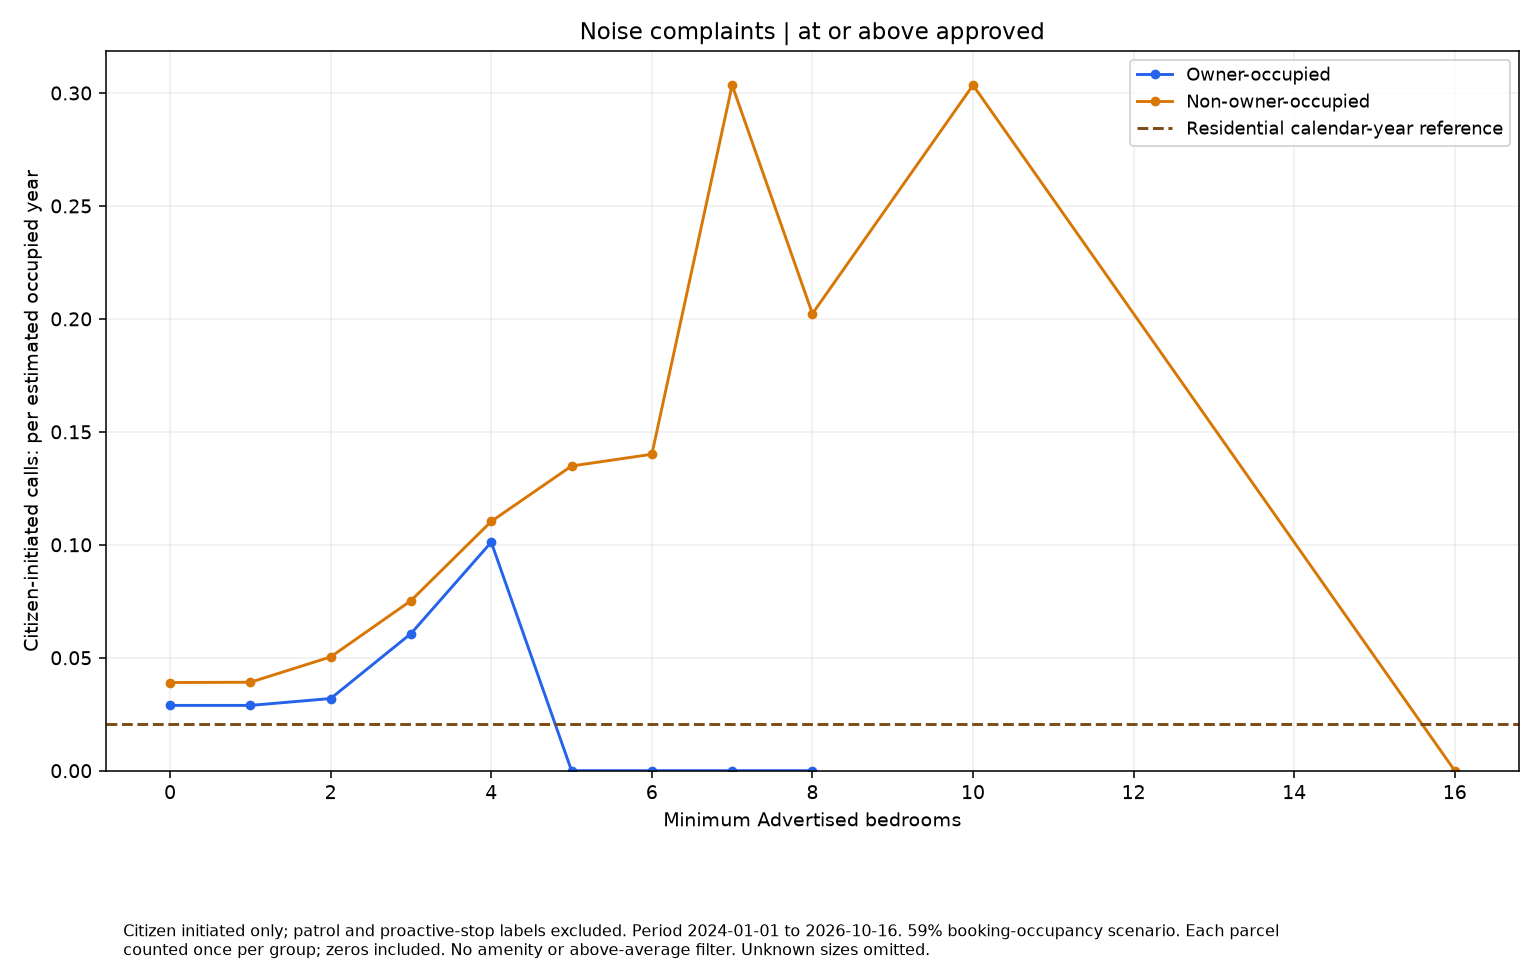 Noise complaints | at or above approved
Owner-occupied
Non-owner-occupied
Residential calendar-year reference
Citizen-initiated calls: per estimated occupied year
0.30
0.25
0.20
0.15
0.10
0.05
0.00
0 2 4 6 8 10 12 14 16
Minimum Advertised bedrooms
Citizen initiated only; patrol and proactive-stop labels excluded. Period 2024-01-01 to 2026-10-16. 59% booking-occupancy scenario. Each parcel
counted once per group; zeros included. No amenity or above-average filter. Unknown sizes omitted.